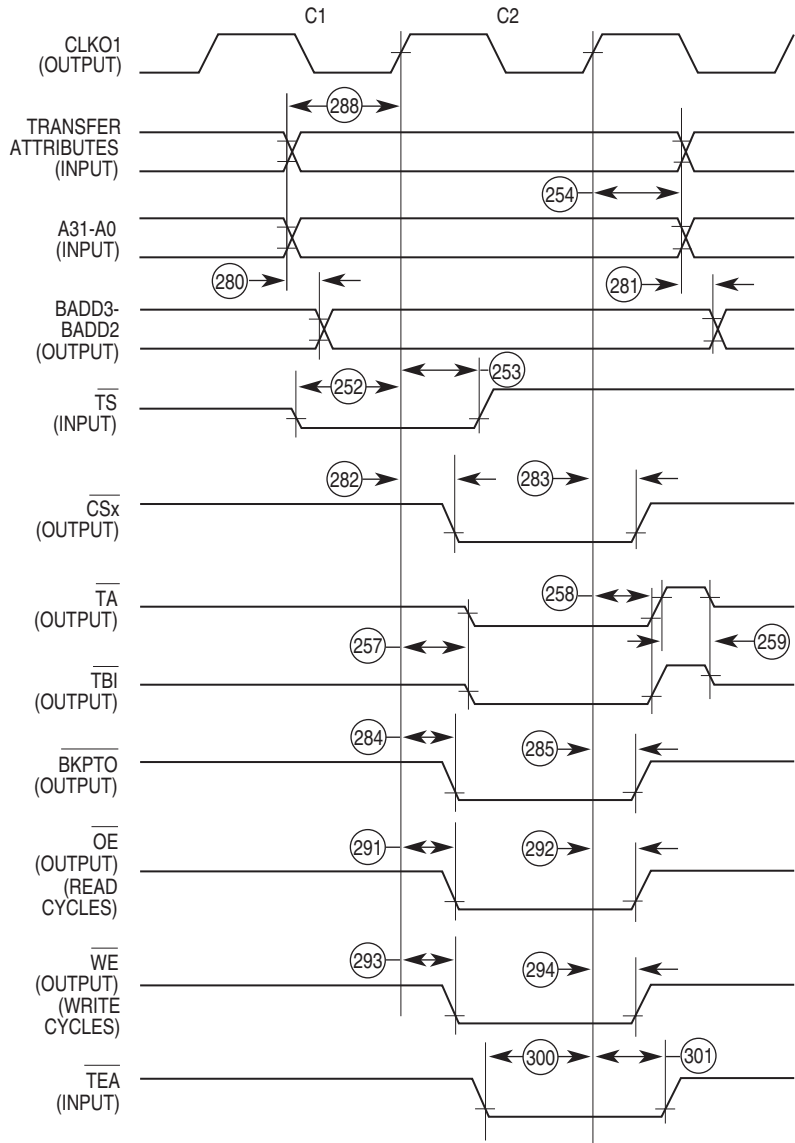 C1
C2
CLKO1
(OUTPUT)
288
TRANSFER
ATTRIBUTES
(INPUT)
254
A31-A0
(INPUT)
280
281
BADD3-
BADD2
(OUTPUT)
252
253
TS
(INPUT)
282
283
CSx
(OUTPUT)
258
TA
(OUTPUT)
257
259
TBI
(OUTPUT)
284
285
BKPTO
(OUTPUT)
291
292
OE
(OUTPUT)
(READ
CYCLES)
293
294
WE
(OUTPUT)
(WRITE
CYCLES)
300
301
TEA
(INPUT)